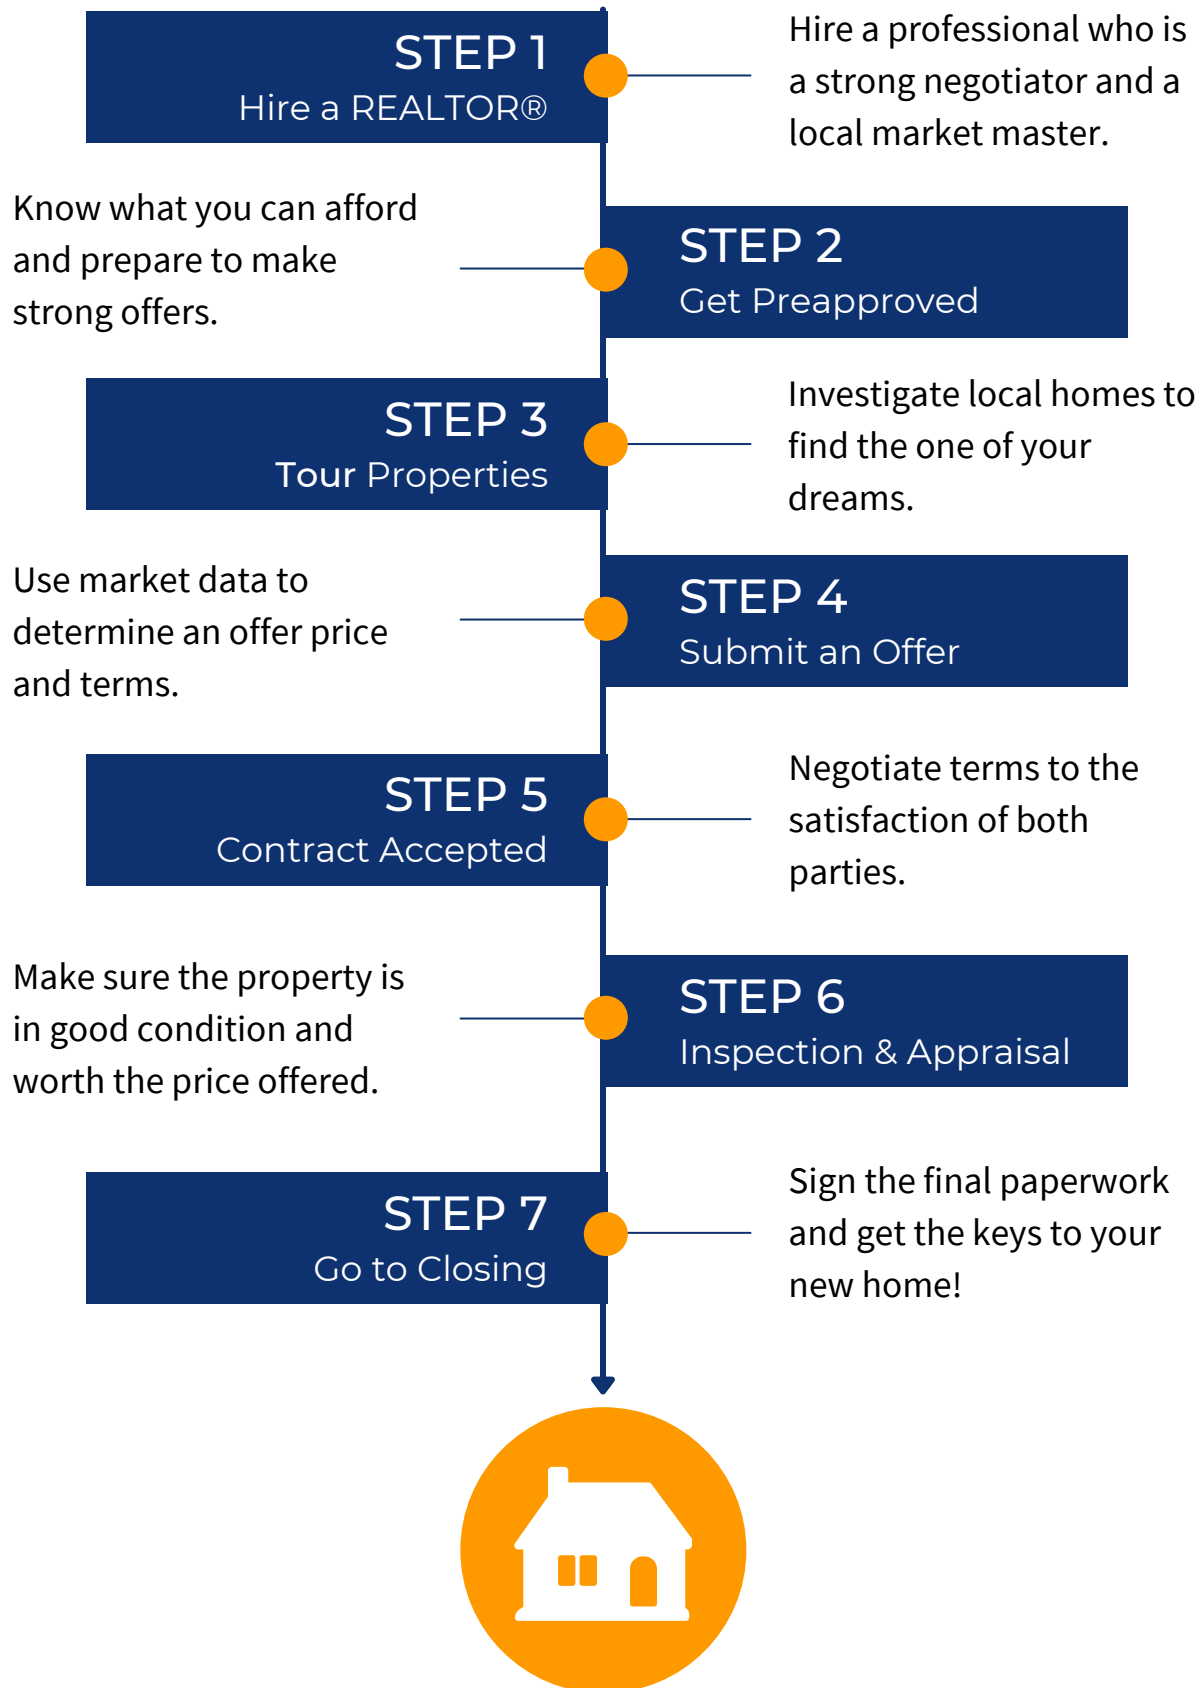 STEP 1
Hire a REALTOR®
Hire a professional who is
a strong negotiator and a
local market master.
STEP 2
Get Preapproved
Know what you can afford
and prepare to make
strong offers.
STEP 3
Tour Properties
Investigate local homes to
find the one of your
dreams.
STEP 4
Submit an Offer
Use market data to
determine an offer price
and terms.
STEP 5
Contract Accepted
Negotiate terms to the
satisfaction of both
parties.
STEP 6
Inspection & Appraisal
Make sure the property is
in good condition and
worth the price offered.
STEP 7
Go to Closing
Sign the final paperwork
and get the keys to your
new home!